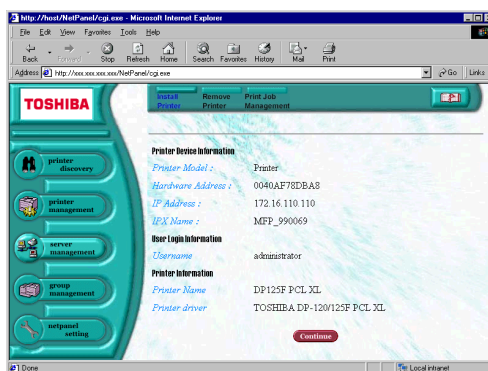 http://host/NetPanel/cgi.exe - Microsoft Internet Explorer
File Edit View Favorites Tools Help
Back Forward Stop Refresh Home Search Favorites History Mail Print
Address http://xxx.xxx.xxx.xxx/NetPanel/cgi.exe Go Links
TOSHIBA
Install Printer
Remove Printer
Print Job Management
printer discovery
printer management
server management
group management
netpanel setting
Printer Device Information
Printer Model : Printer
Hardware Address : 0040AF78DBA8
IP Address : 172.16.110.110
IPX Name : MFP_990069
User Login Information
Username administrator
Printer Information
Printer Name DP125F PCL XL
Printer driver TOSHIBA DP-120/125F PCL XL
Continue
Done Local intranet